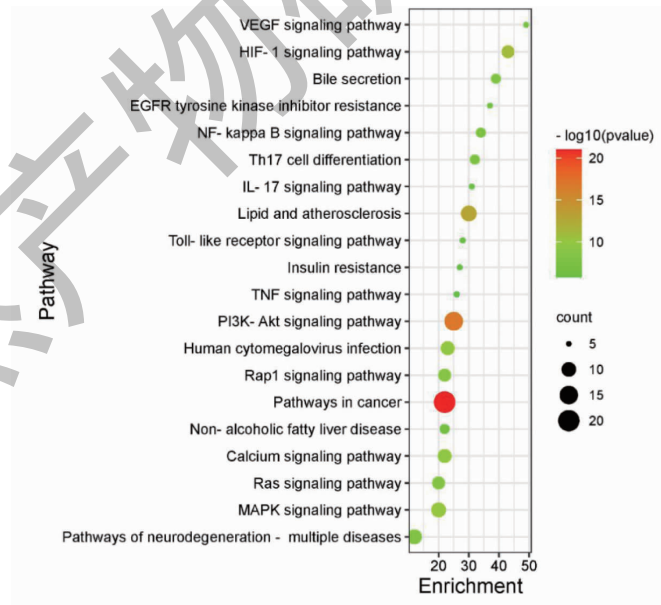 产物研
VEGF signaling pathway
HIF- 1 signaling pathway
Bile secretion
EGFR tyrosine kinase inhibitor resistance
NF- kappa B signaling pathway
Th17 cell differentiation
IL- 17 signaling pathway
Lipid and atherosclerosis
Toll- like receptor signaling pathway
Insulin resistance
TNF signaling pathway
PI3K- Akt signaling pathway
Human cytomegalovirus infection
Rap1 signaling pathway
Pathways in cancer
Non- alcoholic fatty liver disease
Calcium signaling pathway
Ras signaling pathway
MAPK signaling pathway
Pathways of neurodegeneration - multiple diseases
Pathway
20 30 40 50
Enrichment
- log10(pvalue)
20
15
10
count
5
10
15
20